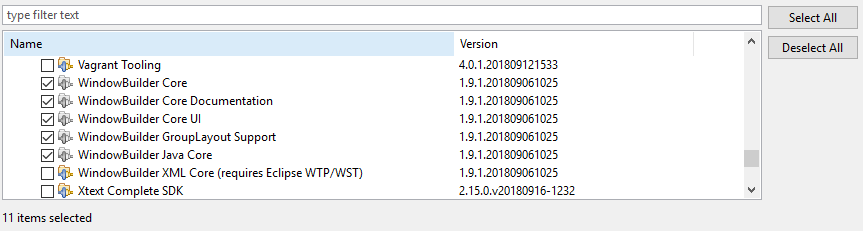 type filter text
Select All
Deselect All
Name Version
Vagrant Tooling 4.0.1.201809121533
WindowBuilder Core 1.9.1.201809061025
WindowBuilder Core Documentation 1.9.1.201809061025
WindowBuilder Core UI 1.9.1.201809061025
WindowBuilder GroupLayout Support 1.9.1.201809061025
WindowBuilder Java Core 1.9.1.201809061025
WindowBuilder XML Core (requires Eclipse WTP/WST) 1.9.1.201809061025
Xtext Complete SDK 2.15.0.v20180916-1232
11 items selected